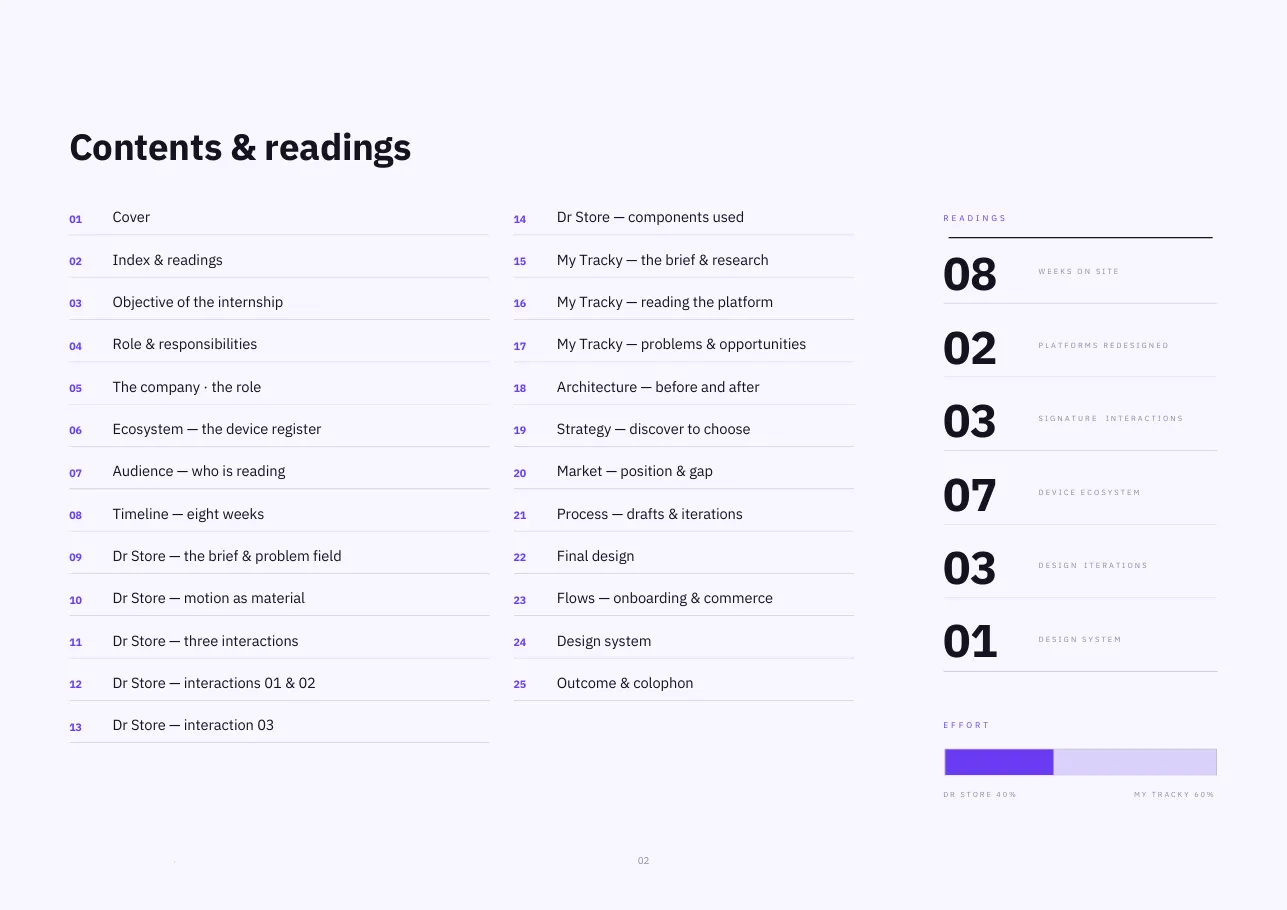 Contents & readings
01 Cover
02 Index & readings
03 Objective of the internship
04 Role & responsibilities
05 The company · the role
06 Ecosystem — the device register
07 Audience — who is reading
08 Timeline — eight weeks
09 Dr Store — the brief & problem field
10 Dr Store — motion as material
11 Dr Store — three interactions
12 Dr Store — interactions 01 & 02
13 Dr Store — interaction 03
14 Dr Store — components used
15 My Tracky — the brief & research
16 My Tracky — reading the platform
17 My Tracky — problems & opportunities
18 Architecture — before and after
19 Strategy — discover to choose
20 Market — position & gap
21 Process — drafts & iterations
22 Final design
23 Flows — onboarding & commerce
24 Design system
25 Outcome & colophon
READINGS
08 WEEKS ON SITE
02 PLATFORMS REDESIGNED
03 SIGNATURE INTERACTIONS
07 DEVICE ECOSYSTEM
03 DESIGN ITERATIONS
01 DESIGN SYSTEM
EFFORT
DR STORE 40% MY TRACKY 60%
02